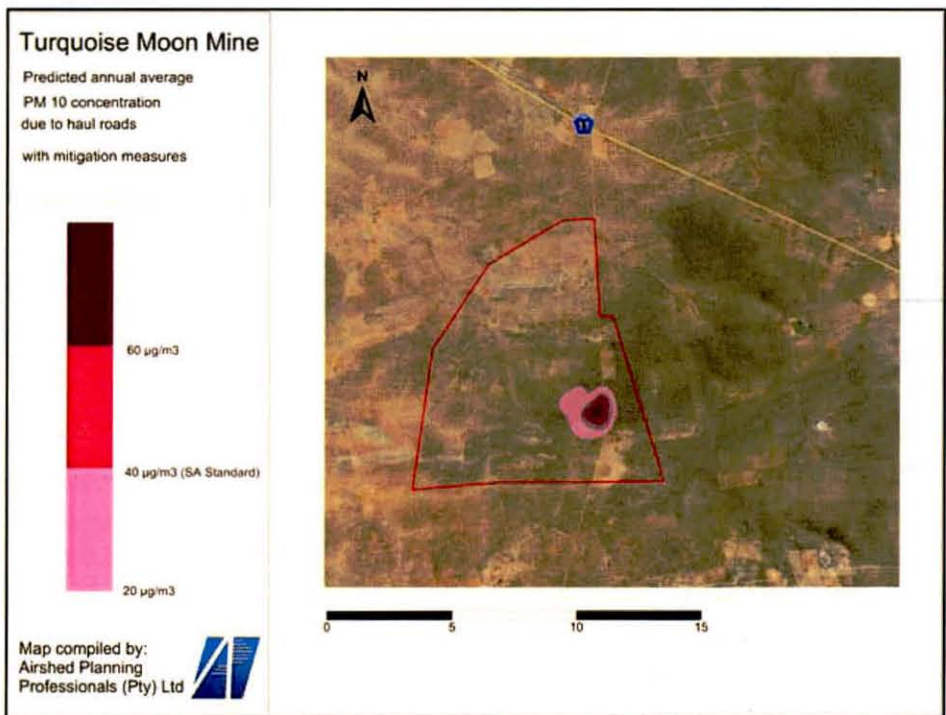 Turquoise Moon Mine
Predicted annual average
PM 10 concentration
due to haul roads
with mitigation measures
60 µg/m3
40 µg/m3 (SA Standard)
20 µg/m3
Map compiled by:
Airshed Planning
Professionals (Pty) Ltd
N
11
0 5 10 15